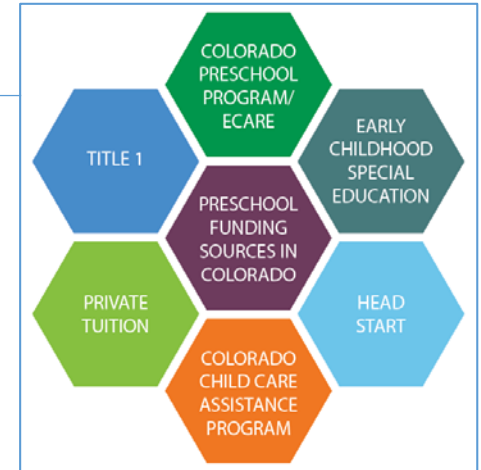 COLORADO
PRESCHOOL
PROGRAM/
ECARE
TITLE 1
EARLY
CHILDHOOD
SPECIAL
EDUCATION
PRESCHOOL
FUNDING
SOURCES IN
COLORADO
PRIVATE
TUITION
HEAD
START
COLORADO
CHILD CARE
ASSISTANCE
PROGRAM